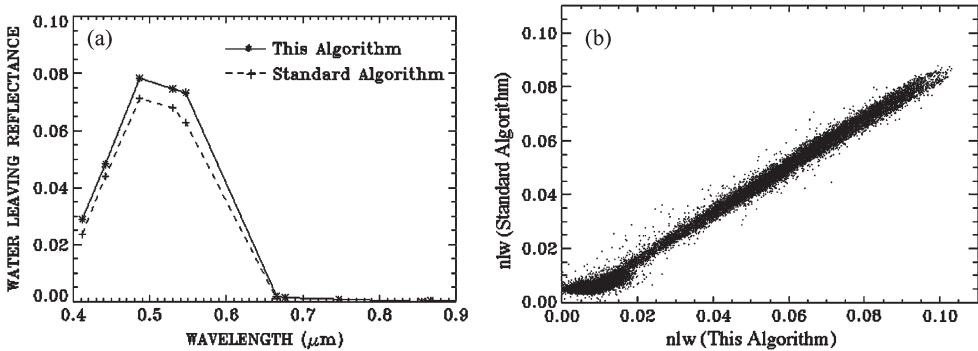 (a)
This Algorithm
Standard Algorithm
WATER LEAVING REFLECTANCE
0.10
0.08
0.06
0.04
0.02
0.00
0.4 0.5 0.6 0.7 0.8 0.9
WAVELENGTH (μm)
(b)
nlw (Standard Algorithm)
0.10
0.08
0.06
0.04
0.02
0.00
0.00 0.02 0.04 0.06 0.08 0.10
nlw (This Algorithm)